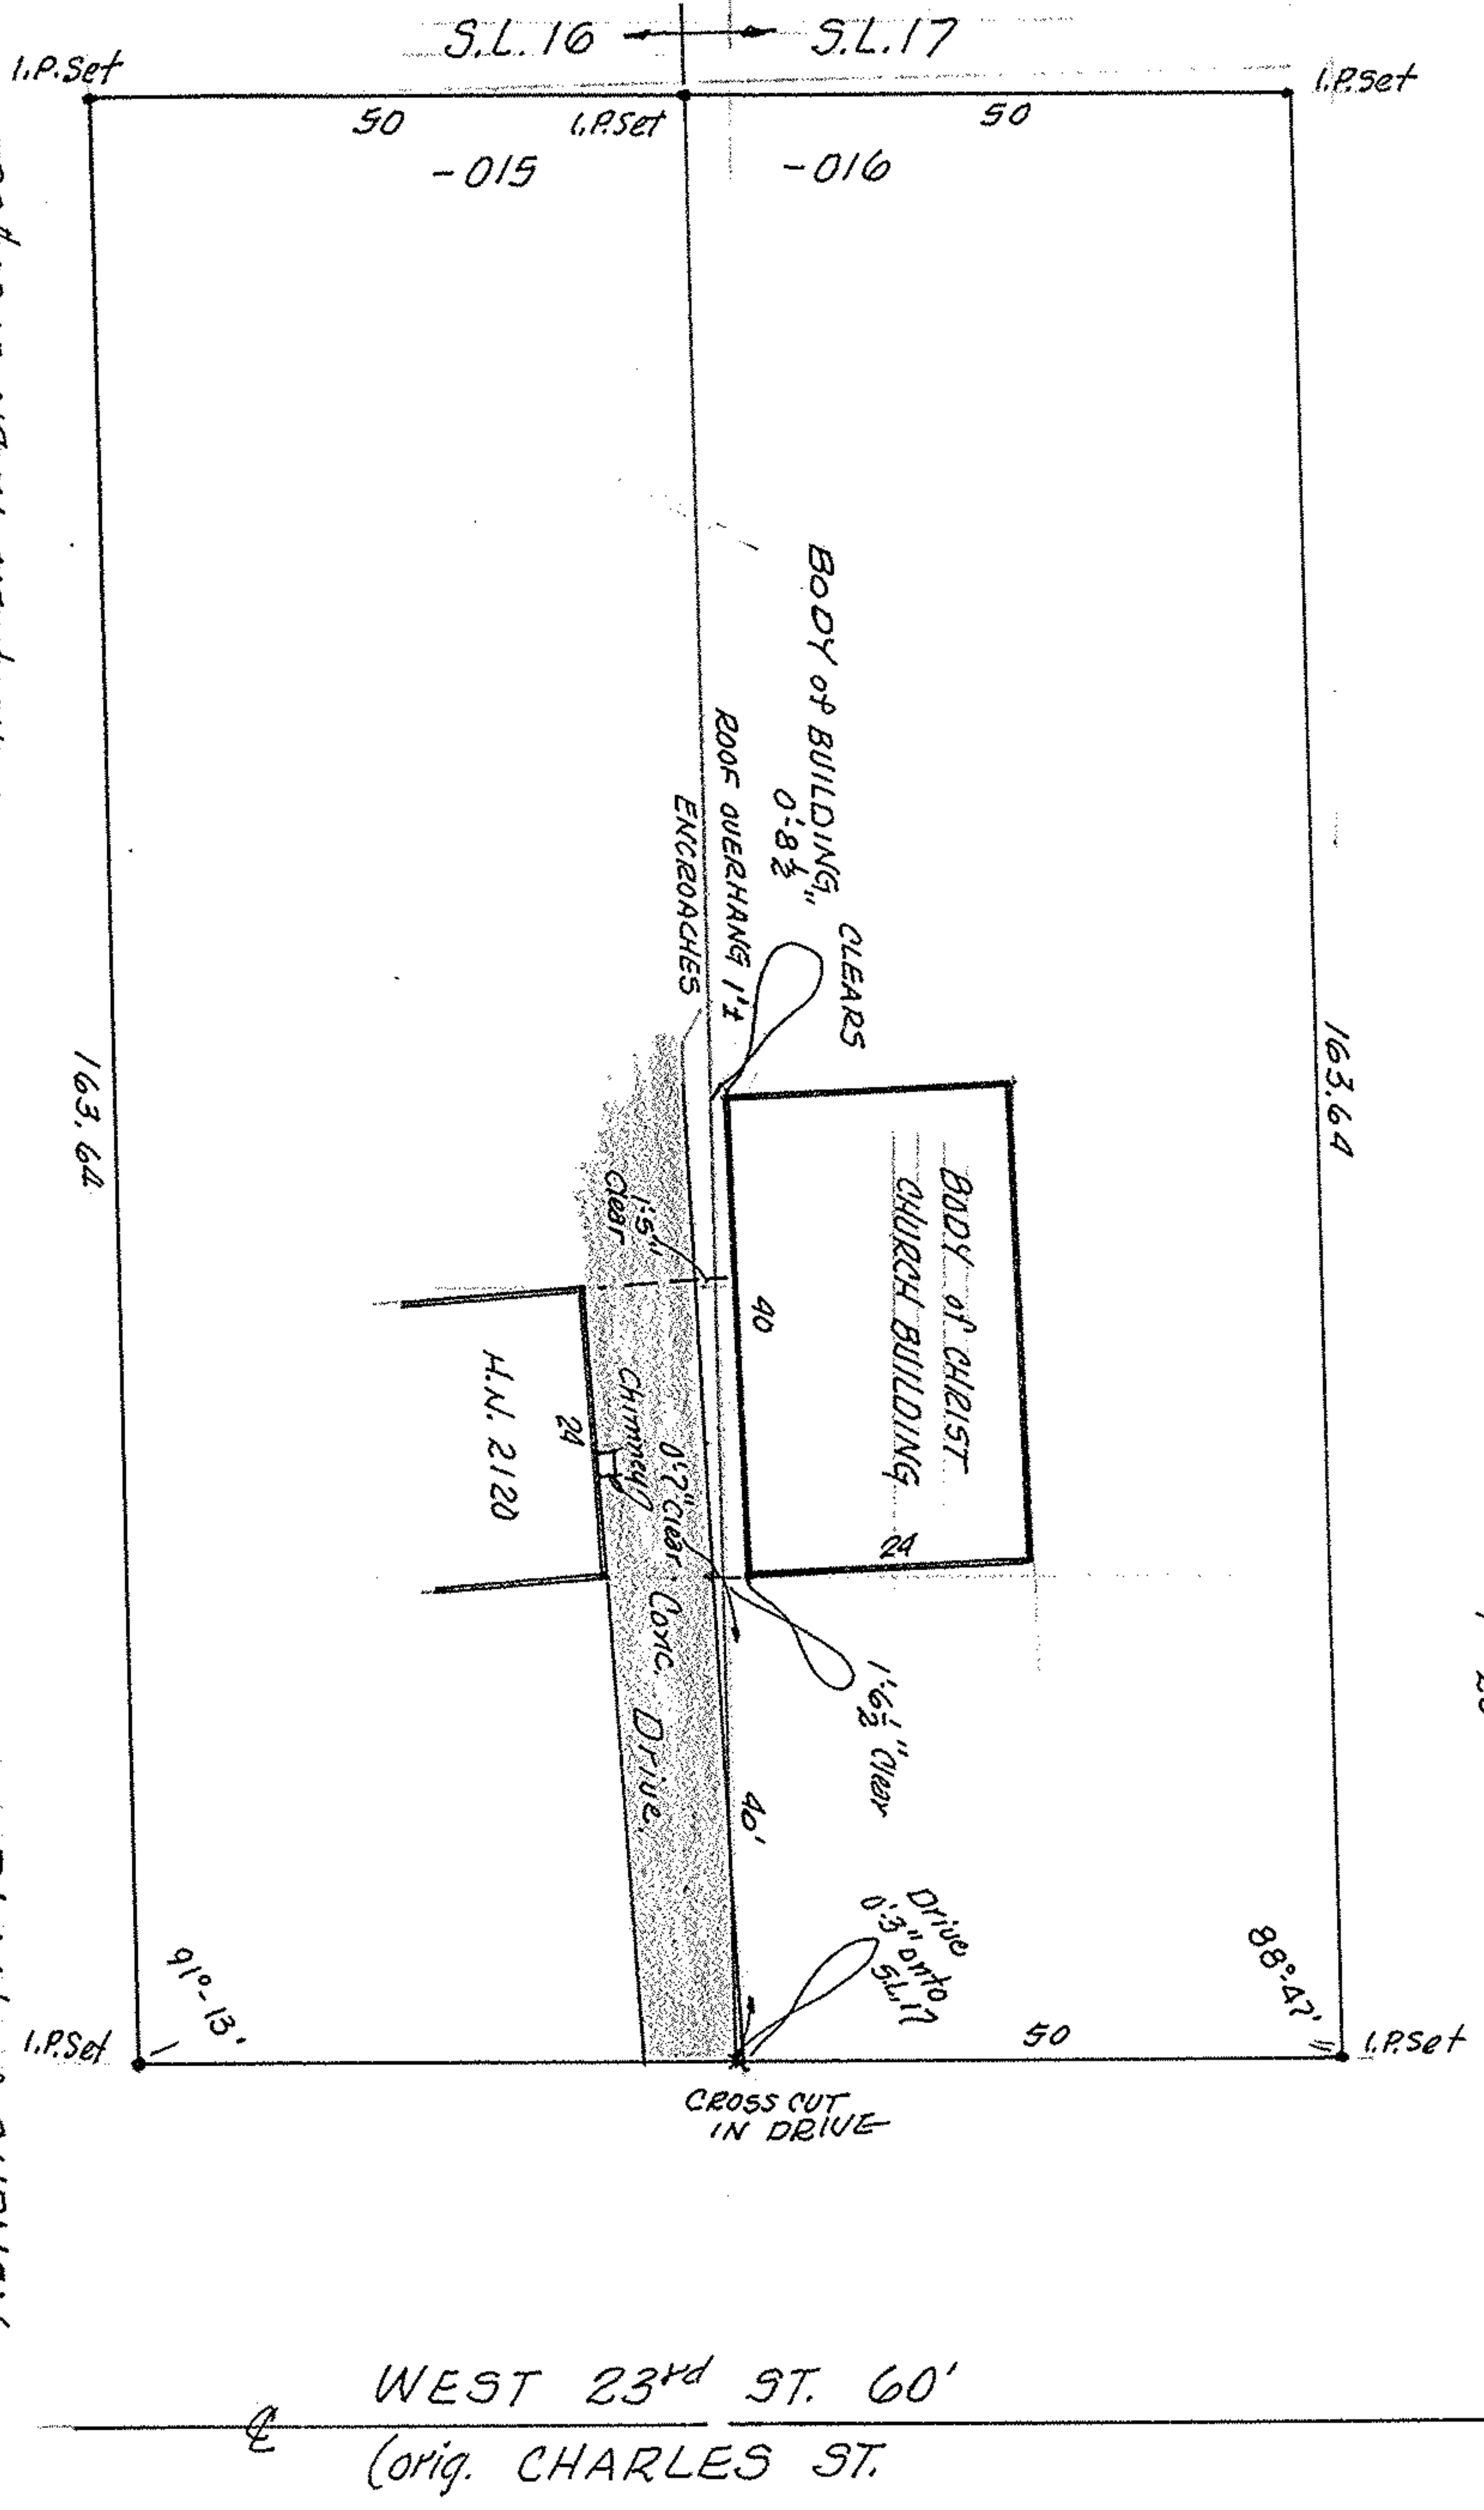 S.L. 16 S.L. 17
I.P. Set
I.P. Set
50
I.P. Set
50
-015
-016
BODY of BUILDING CLEARS
0'-8½"
ROOF OVERHANG 1'±
ENCROACHES
163.64
163.64
BODY of CHRIST
CHURCH BUILDING
1'-5"
Clear
40
24
H.N. 2120
24
Chimney
0'-7" Clear
Conc. Drive
1'-6½" Clear
40'
Drive
0'-3" onto
S.L. 17
91°-13'
88°-47'
I.P. Set
50
I.P. Set
CROSS CUT
IN DRIVE
WEST 23rd ST. 60'
℄
(orig. CHARLES ST.